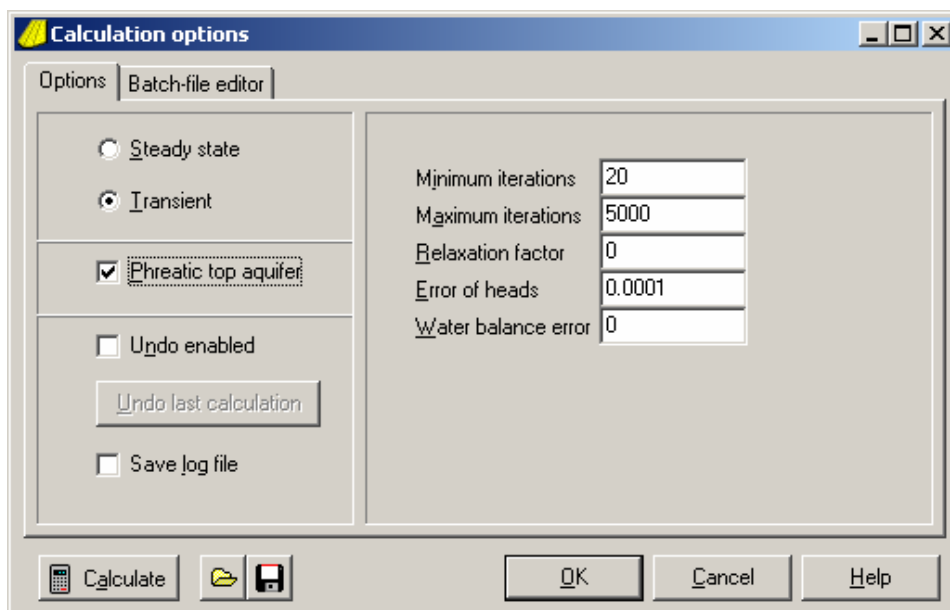 Calculation options
Options
Batch-file editor
Steady state
Transient
Phreatic top aquifer
Undo enabled
Undo last calculation
Save log file
Minimum iterations 20
Maximum iterations 5000
Relaxation factor 0
Error of heads 0.0001
Water balance error 0
Calculate
OK
Cancel
Help